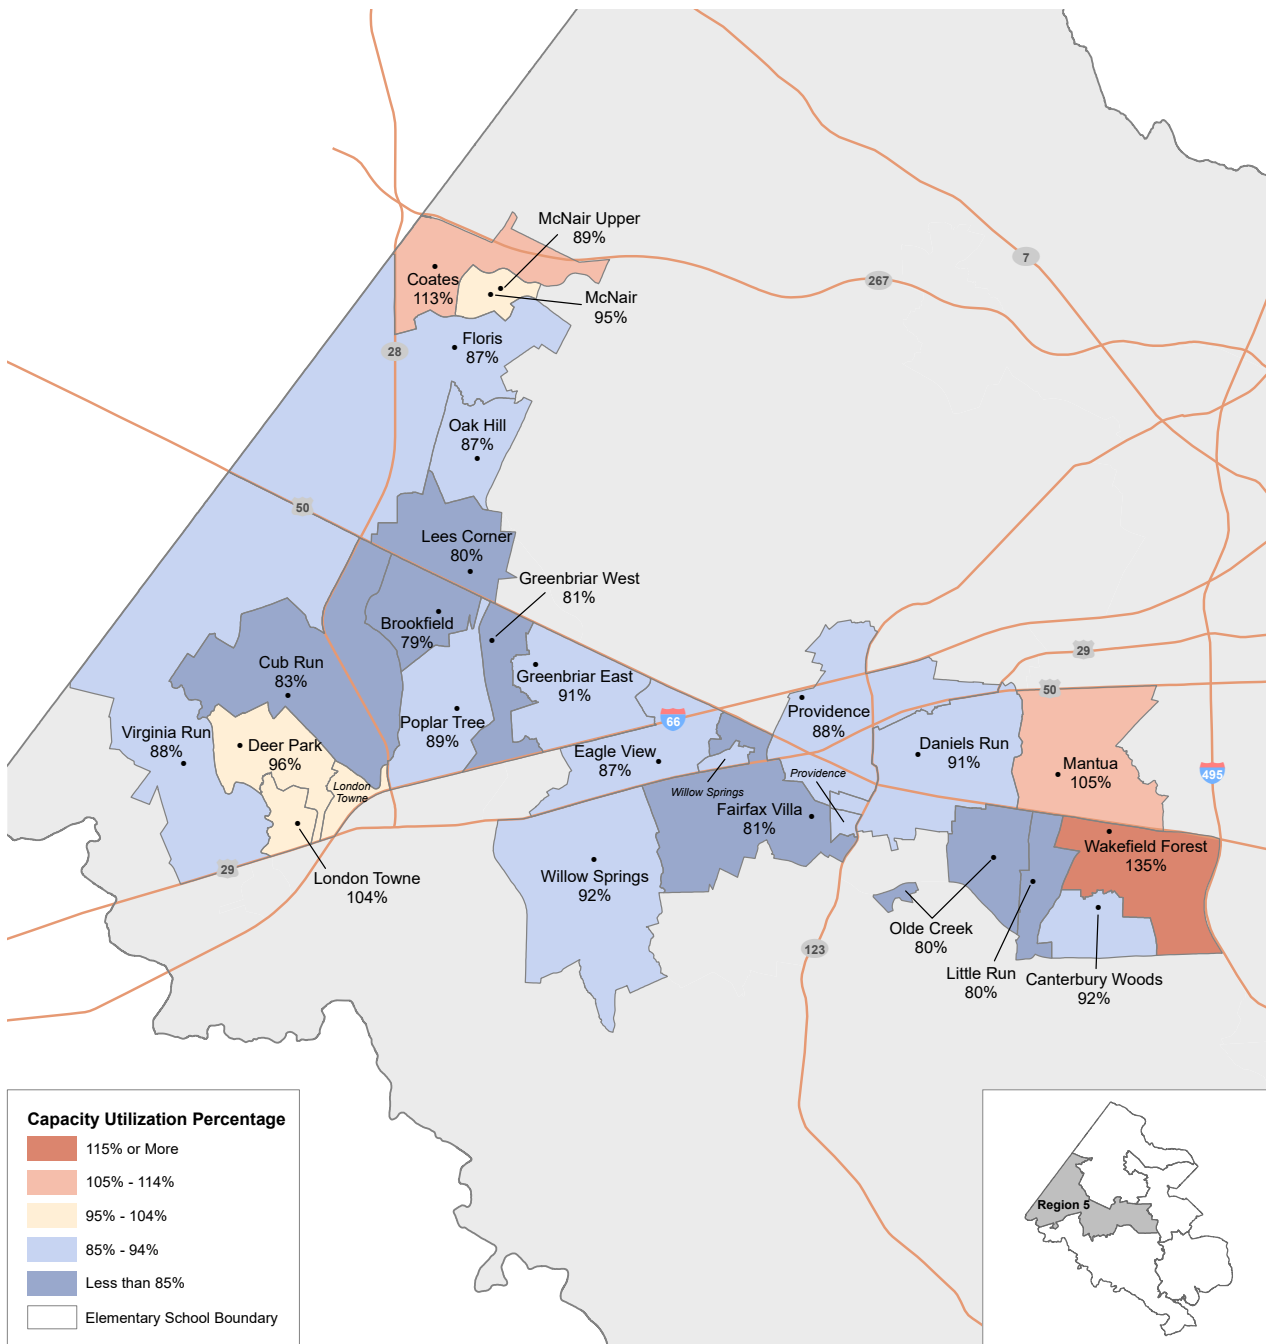 McNair Upper
89%
7
267
Coates
113%
McNair
95%
28
Floris
87%
Oak Hill
87%
50
Lees Corner
80%
Greenbriar West
81%
Brookfield
79%
29
Cub Run
83%
Greenbriar East
91%
50
Poplar Tree
89%
66
Providence
88%
Virginia Run
88%
Deer Park
96%
Eagle View
87%
Daniels Run
91%
Mantua
105%
495
London
Towne
Willow Springs
Providence
Fairfax Villa
81%
Wakefield Forest
135%
29
London Towne
104%
Willow Springs
92%
Olde Creek
80%
123
Little Run
80%
Canterbury Woods
92%
Capacity Utilization Percentage
115% or More
105% - 114%
95% - 104%
85% - 94%
Less than 85%
Elementary School Boundary
Region 5